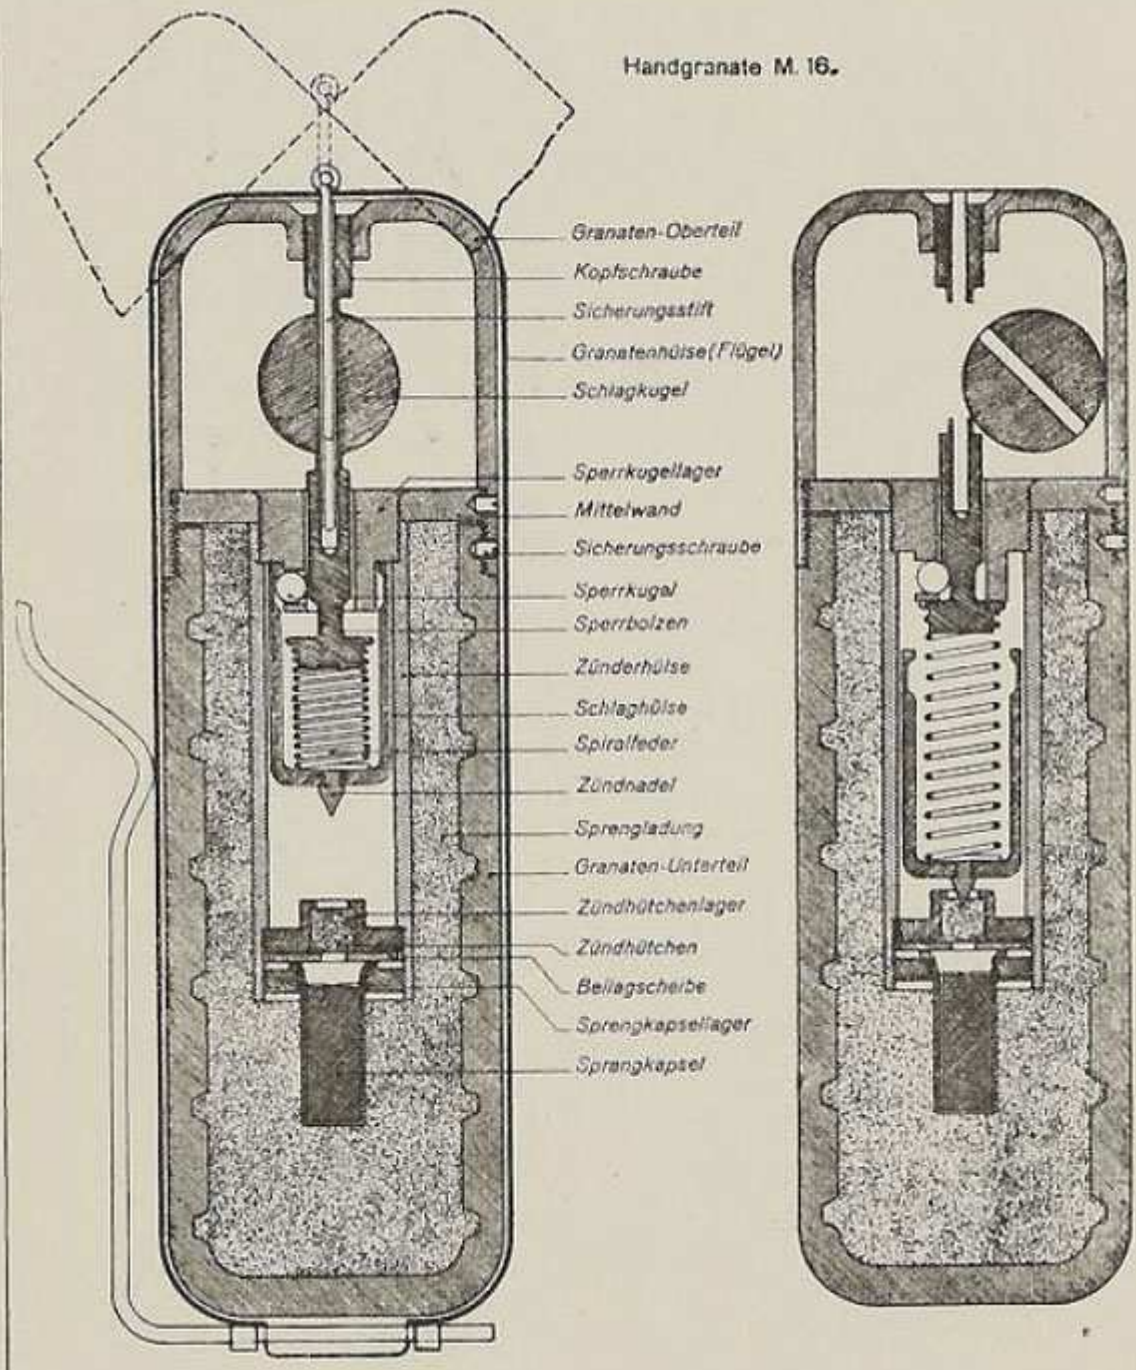 Handgranate M. 16.
Granaten-Oberteil
Kopfschraube
Sicherungsstift
Granatenhülse (Flügel)
Schlagkugel
Sperrkugellager
Mittelwand
Sicherungsschraube
Sperrkugel
Sperrbolzen
Zünderhülse
Schlaghülse
Spiralfeder
Zündnadel
Sprengladung
Granaten-Unterteil
Zündhütchenlager
Zündhütchen
Beilagscheibe
Sprengkapsellager
Sprengkapsel